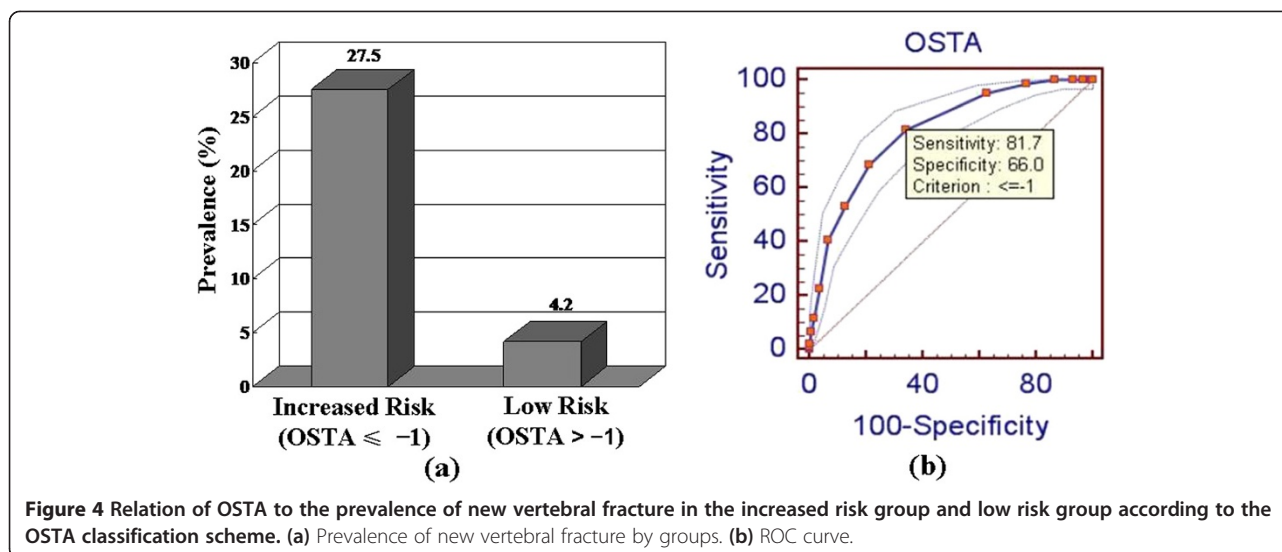 30
25
20
15
10
5
0
Prevalence (%)
27.5
4.2
Increased Risk
(OSTA ⩽ −1)
Low Risk
(OSTA > −1)
(a)
OSTA
100
80
60
40
20
0
Sensitivity
Sensitivity: 81.7
Specificity: 66.0
Criterion : <=-1
0 40 80
100-Specificity
(b)
Figure 4 Relation of OSTA to the prevalence of new vertebral fracture in the increased risk group and low risk group according to the
OSTA classification scheme. (a) Prevalence of new vertebral fracture by groups. (b) ROC curve.